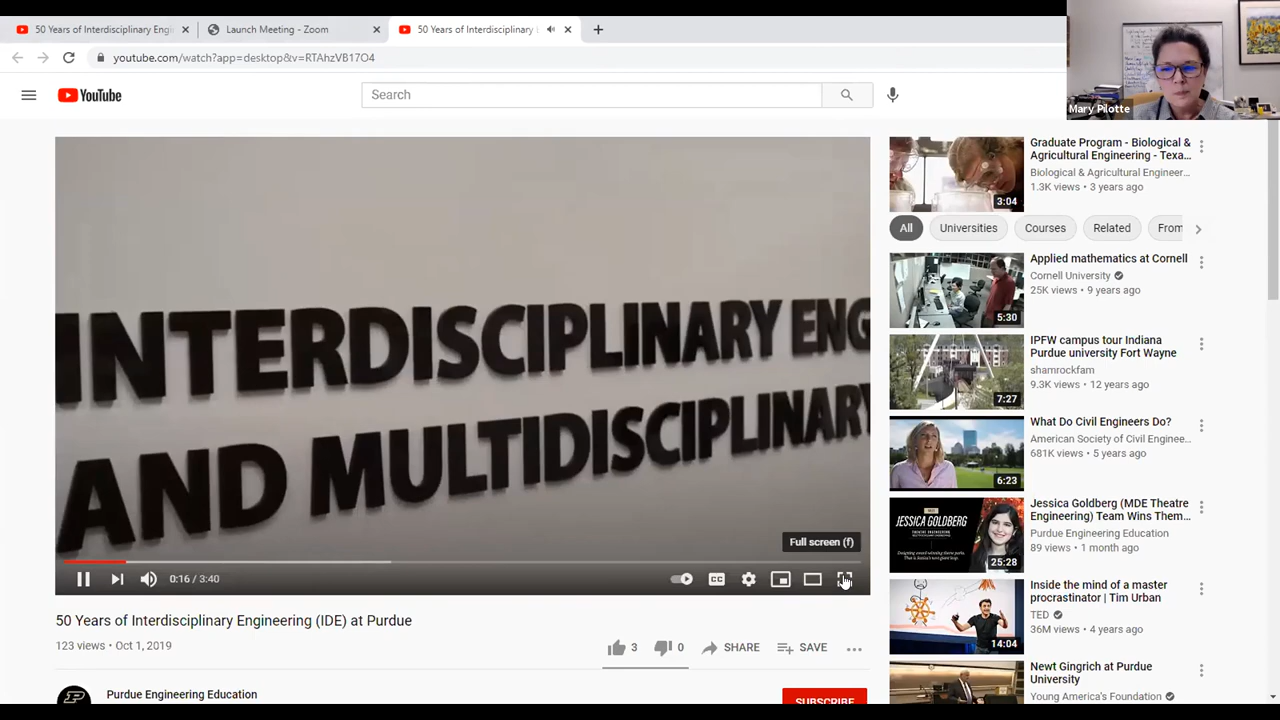 50 Years of Interdisciplinary Engi
Launch Meeting - Zoom
50 Years of Interdisciplinary
youtube.com/watch?app=desktop&v=RTAhzVB17O4
YouTube
Search
Mary Pilotte
INTERDISCIPLINARY ENG
AND MULTIDISCIPLINARY
Full screen (f)
0:16 / 3:40
CC
50 Years of Interdisciplinary Engineering (IDE) at Purdue
123 views • Oct 1, 2019
3
0
SHARE
SAVE
Purdue Engineering Education
SUBSCRIBE
Graduate Program - Biological &
Agricultural Engineering - Texa...
Biological & Agricultural Engineer...
1.3K views • 3 years ago
3:04
All
Universities
Courses
Related
From
Applied mathematics at Cornell
Cornell University
25K views • 9 years ago
5:30
IPFW campus tour Indiana
Purdue university Fort Wayne
shamrockfam
9.3K views • 12 years ago
7:27
What Do Civil Engineers Do?
American Society of Civil Enginee...
681K views • 5 years ago
6:23
JESSICA GOLDBERG
THEATRE ENGINEERING
Jessica Goldberg (MDE Theatre
Engineering) Team Wins Them...
Purdue Engineering Education
89 views • 1 month ago
25:28
Inside the mind of a master
procrastinator | Tim Urban
TED
36M views • 4 years ago
14:04
Newt Gingrich at Purdue
University
Young America's Foundation